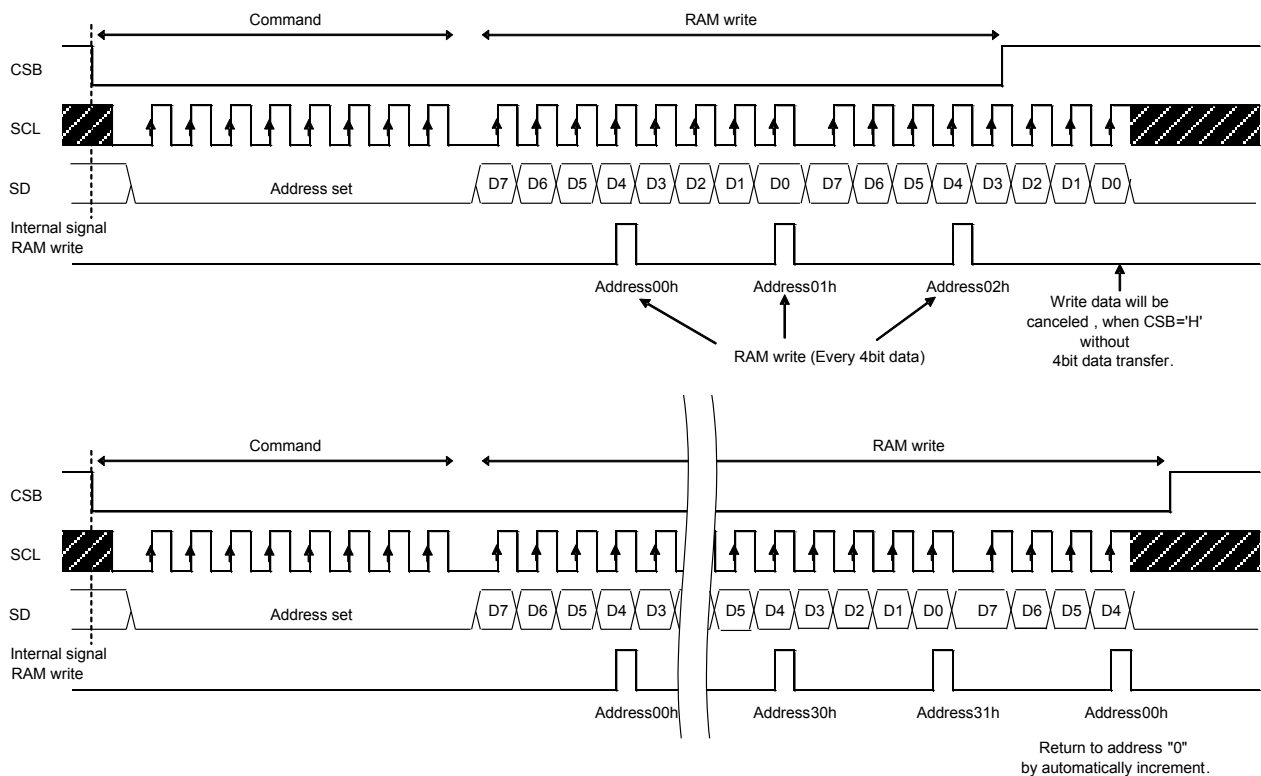 Command RAM write
CSB
SCL
SD Address set D7 D6 D5 D4 D3 D2 D1 D0 D7 D6 D5 D4 D3 D2 D1 D0
Internal signal
RAM write
Address00h Address01h Address02h
Write data will be
canceled , when CSB='H'
without
4bit data transfer.
RAM write (Every 4bit data)
Command RAM write
CSB
SCL
SD Address set D7 D6 D5 D4 D3 D5 D4 D3 D2 D1 D0 D7 D6 D5 D4
Internal signal
RAM write
Address00h Address30h Address31h Address00h
Return to address "0"
by automatically increment.